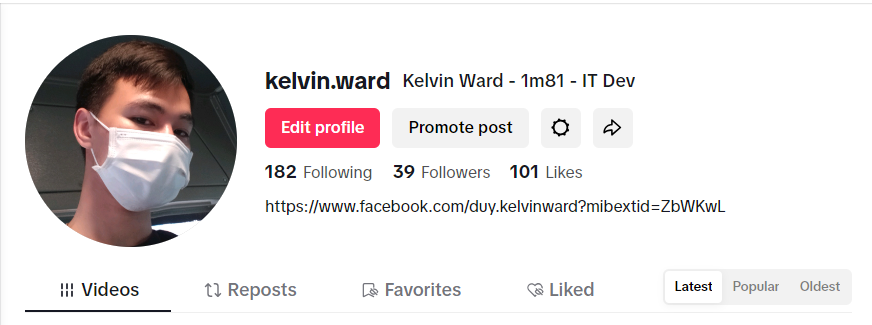 kelvin.ward Kelvin Ward - 1m81 - IT Dev
Edit profile Promote post
182 Following 39 Followers 101 Likes
https://www.facebook.com/duy.kelvinward?mibextid=ZbWKwL
Videos Reposts Favorites Liked Latest Popular Oldest